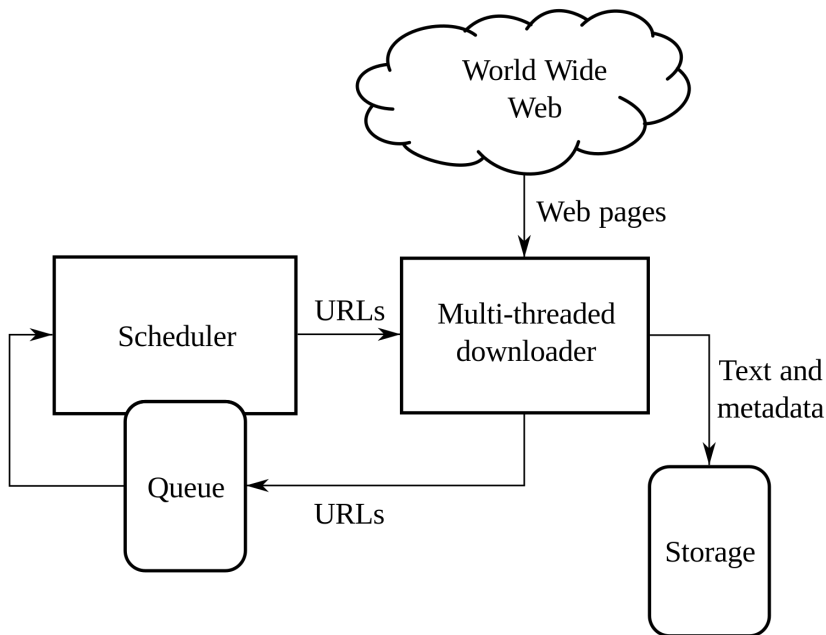 World Wide
Web
Web pages
Scheduler
URLs
Multi-threaded
downloader
Text and
metadata
Queue
URLs
Storage